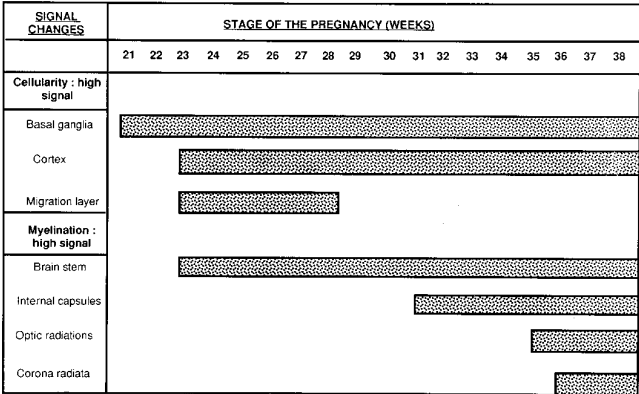 SIGNAL
CHANGES
STAGE OF THE PREGNANCY (WEEKS)
21 22 23 24 25 26 27 28 29 30 31 32 33 34 35 36 37 38
Cellularity : high
signal
Basal ganglia
Cortex
Migration layer
Myelination :
high signal
Brain stem
Internal capsules
Optic radiations
Corona radiata